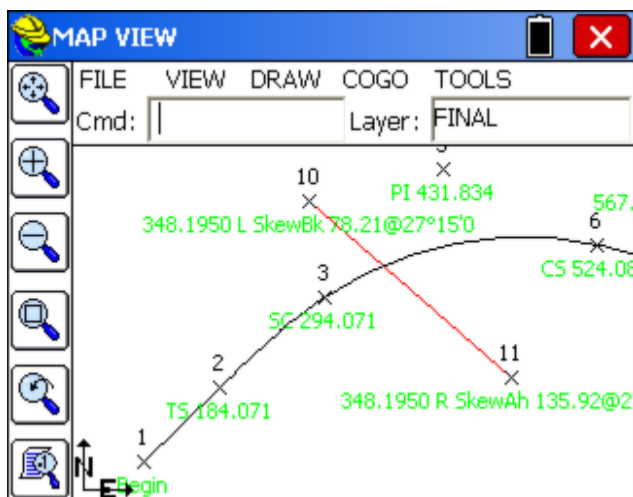 MAP VIEW
FILE VIEW DRAW COGO TOOLS
Cmd: Layer: FINAL
10
PI 431.834
567.
348.1950 L SkewBk 78.21@27°15'0
6
CS 524.08
3
SC 294.071
2
TS 184.071
11
348.1950 R SkewAh 135.92@2
1
N
E
Begin